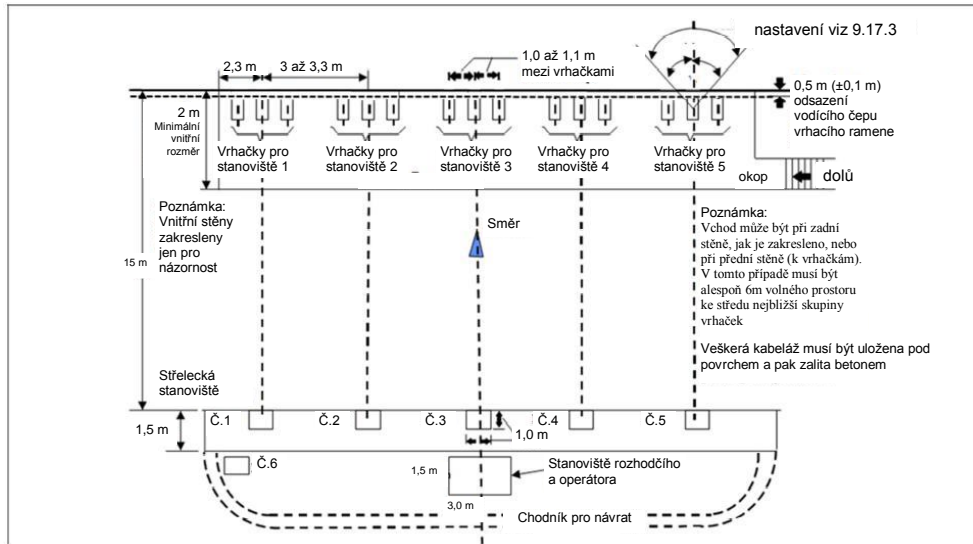 nastavení viz 9.17.3
2,3 m
3 až 3,3 m
1,0 až 1,1 m
mezi vrhačkami
0,5 m (±0,1 m)
odsazení
vodícího čepu
vrhacího ramene
2 m
Minimální
vnitřní
rozměr
Vrhačky pro
stanoviště 1
Vrhačky pro
stanoviště 2
Vrhačky pro
stanoviště 3
Vrhačky pro
stanoviště 4
Vrhačky pro
stanoviště 5
okop
dolů
Poznámka:
Vnitřní stěny
zakresleny
jen pro
názornost
15 m
Směr
Poznámka:
Vchod může být při zadní
stěně, jak je zakresleno, nebo
při přední stěně (k vrhačkám).
V tomto případě musí být
alespoň 6m volného prostoru
ke středu nejbližší skupiny
vrhaček
Veškerá kabeláž musí být uložena pod
povrchem a pak zalita betonem
Střelecká
stanoviště
1,5 m
Č.1
Č.2
Č.3
Č.4
Č.5
1,0 m
Č.6
1,5 m
3,0 m
Stanoviště rozhodčího
a operátora
Chodník pro návrat